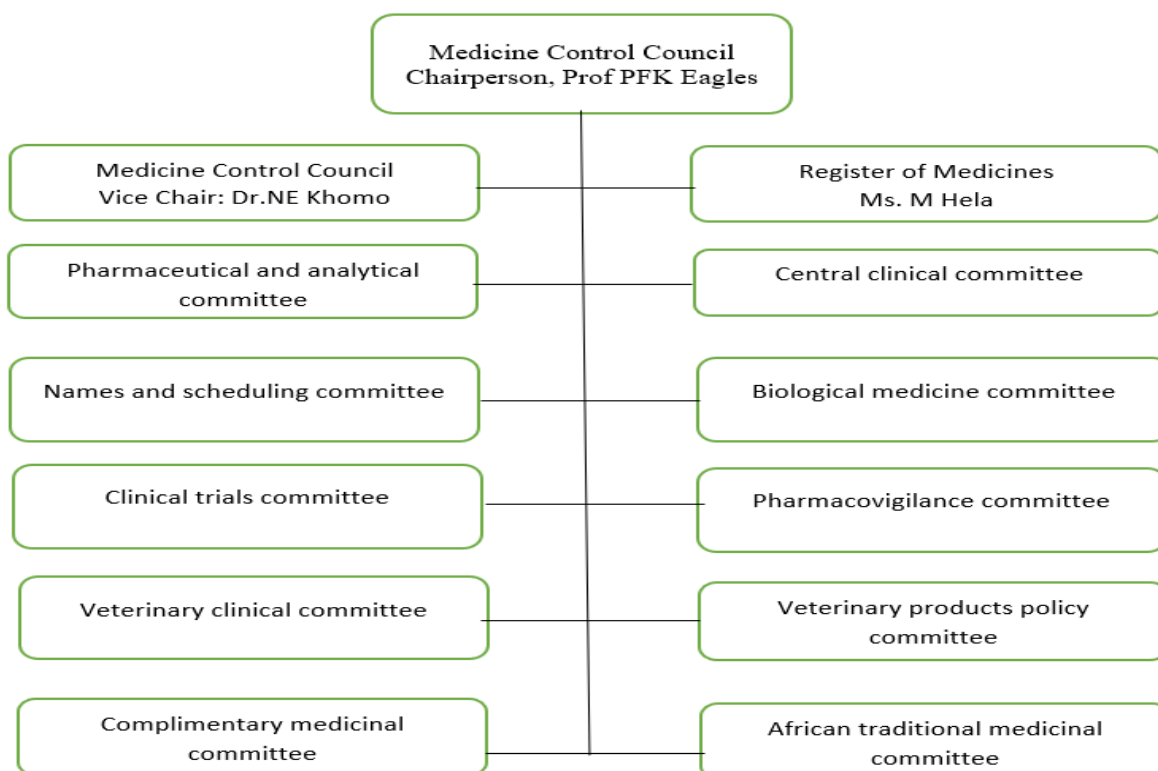 Medicine Control Council
Chairperson, Prof PFK Eagles
Medicine Control Council
Vice Chair: Dr.NE Khomo
Register of Medicines
Ms. M Hela
Pharmaceutical and analytical
committee
Central clinical committee
Names and scheduling committee
Biological medicine committee
Clinical trials committee
Pharmacovigilance committee
Veterinary clinical committee
Veterinary products policy
committee
Complimentary medicinal
committee
African traditional medicinal
committee